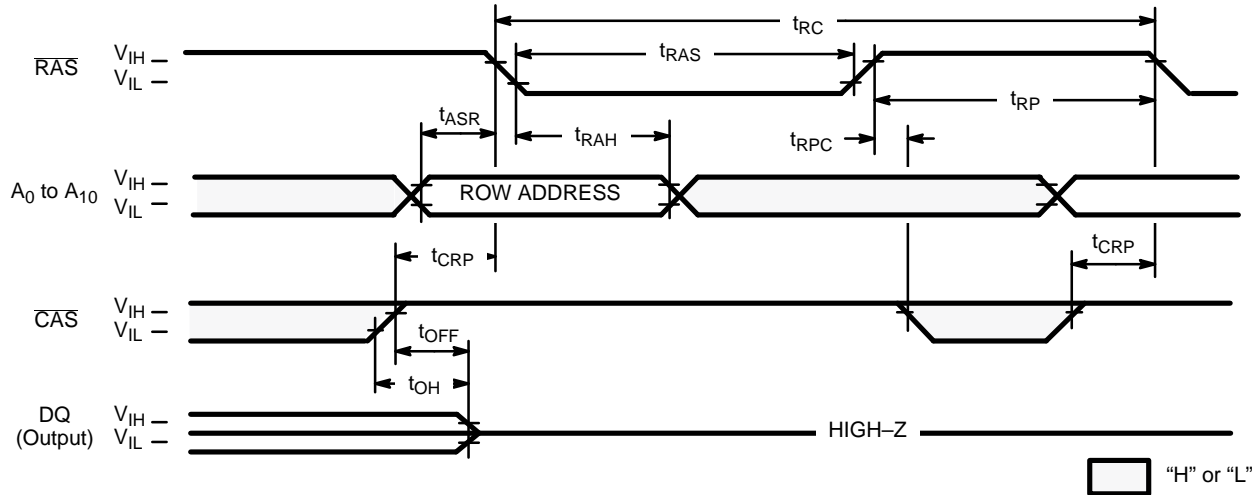 tRC
RAS
VIH
VIL
tRAS
tRP
tASR
tRAH
tRPC
A0 to A10
VIH
VIL
ROW ADDRESS
tCRP
tCRP
CAS
VIH
VIL
tOFF
tOH
DQ
(Output)
VIH
VIL
HIGH–Z
“H” or “L”